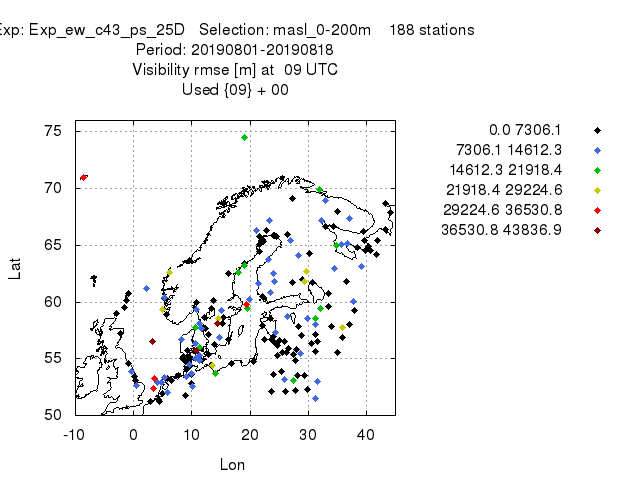 Exp: Exp_ew_c43_ps_25D Selection: masl_0-200m 188 stations
Period: 20190801-20190818
Visibility rmse [m] at 09 UTC
Used {09} + 00
0.0 7306.1
7306.1 14612.3
14612.3 21918.4
21918.4 29224.6
29224.6 36530.8
36530.8 43836.9
75
70
65
60
55
50
Lat
-10 0 10 20 30 40
Lon